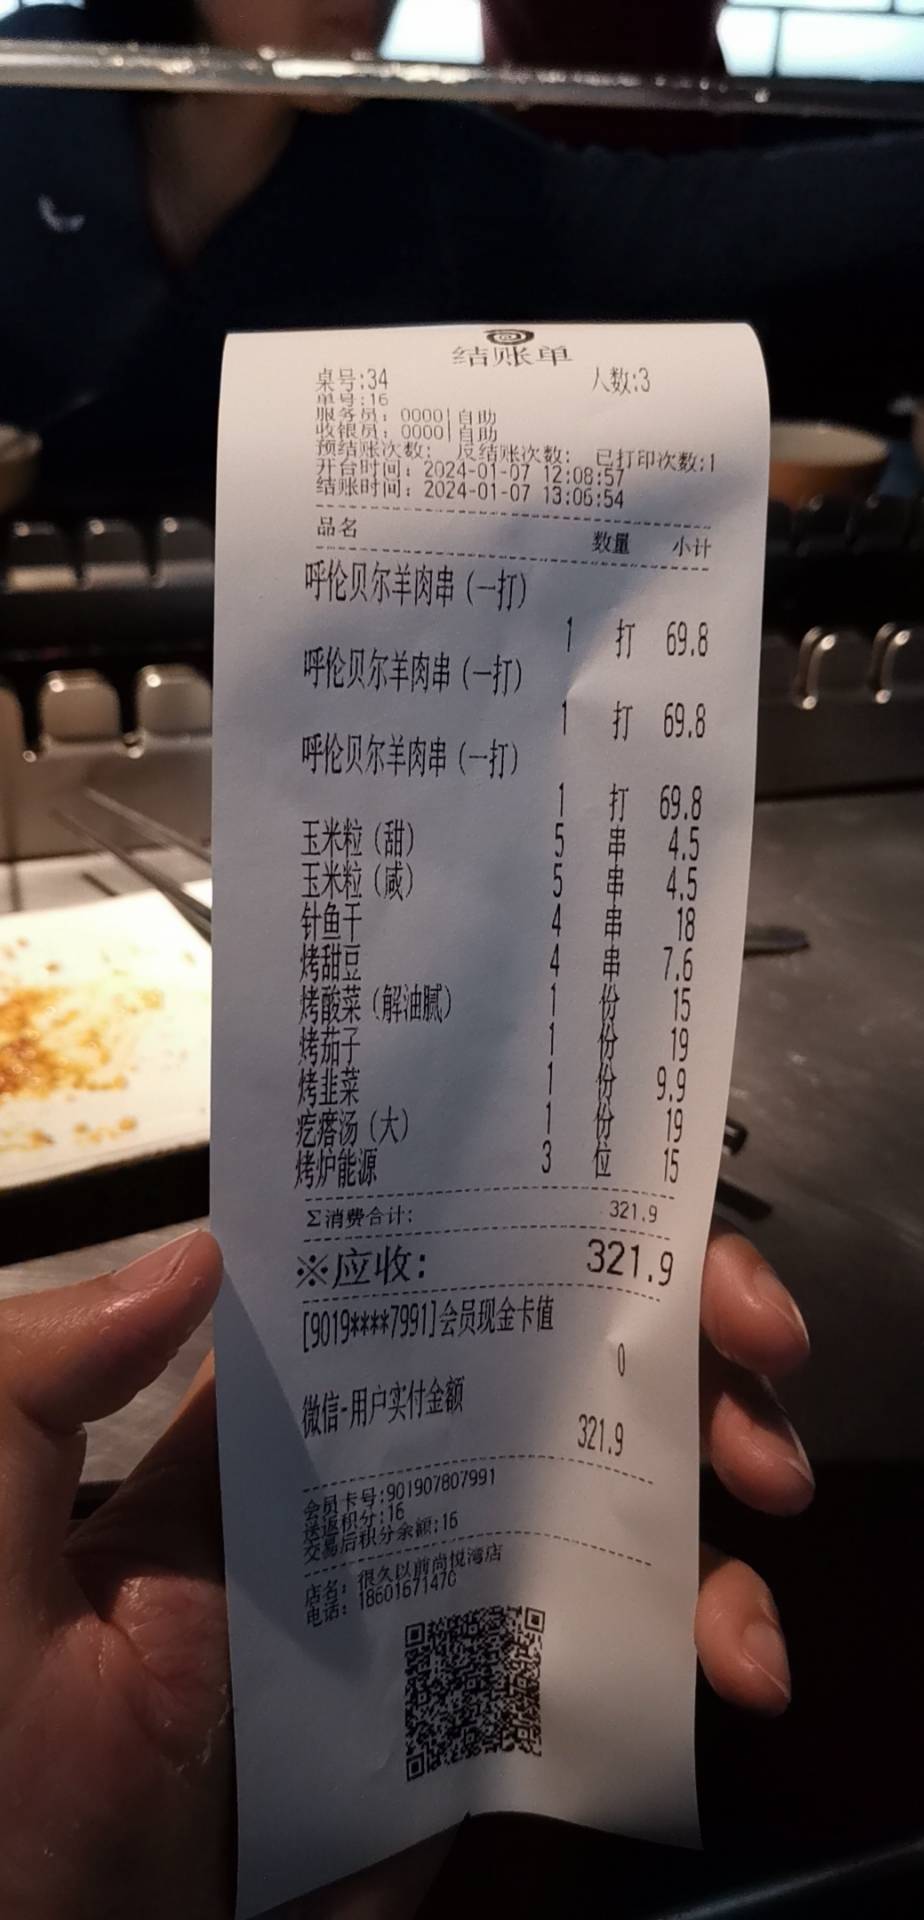 结账单
桌号:34 人数:3
单号:16
服务员: 0000|自助
收银员: 0000|自助
预结账次数: 反结账次数: 已打印次数:1
开台时间: 2024-01-07 12:08:57
结账时间: 2024-01-07 13:06:54
品名 数量 小计
呼伦贝尔羊肉串(一打)
1 打 69.8
呼伦贝尔羊肉串(一打)
1 打 69.8
呼伦贝尔羊肉串(一打)
1 打 69.8
玉米粒(甜) 5 串 4.5
玉米粒(咸) 5 串 4.5
针鱼干 4 串 18
烤甜豆 4 串 7.6
烤酸菜(解油腻) 1 份 15
烤茄子 1 份 19
烤韭菜 1 份 9.9
疙瘩汤(大) 1 份 19
烤炉能源 3 位 15
Σ消费合计: 321.9
※应收: 321.9
[9019****7991]会员现金卡值
0
微信-用户实付金额
321.9
会员卡号:901907807991
送返积分:16
交易后积分余额:16
店名: 很久以前尚悦湾店
电话: 18601671470